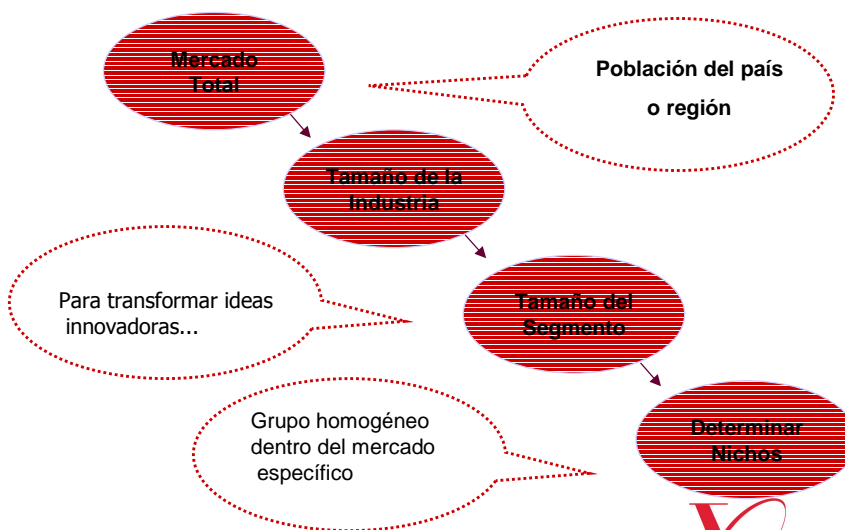 Mercado
Total
Población del país
o región
Tamaño de la
Industria
Para transformar ideas
innovadoras...
Tamaño del
Segmento
Grupo homogéneo
dentro del mercado
específico
Determinar
Nichos